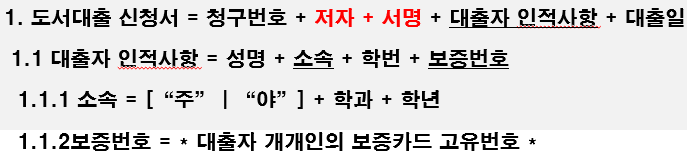 1. 도서대출 신청서 = 청구번호 + 저자 + 서명 + 대출자 인적사항 + 대출일
1.1 대출자 인적사항 = 성명 + 소속 + 학번 + 보증번호
1.1.1 소속 = [ “주” | “야” ] + 학과 + 학년
1.1.2보증번호 = * 대출자 개개인의 보증카드 고유번호 *